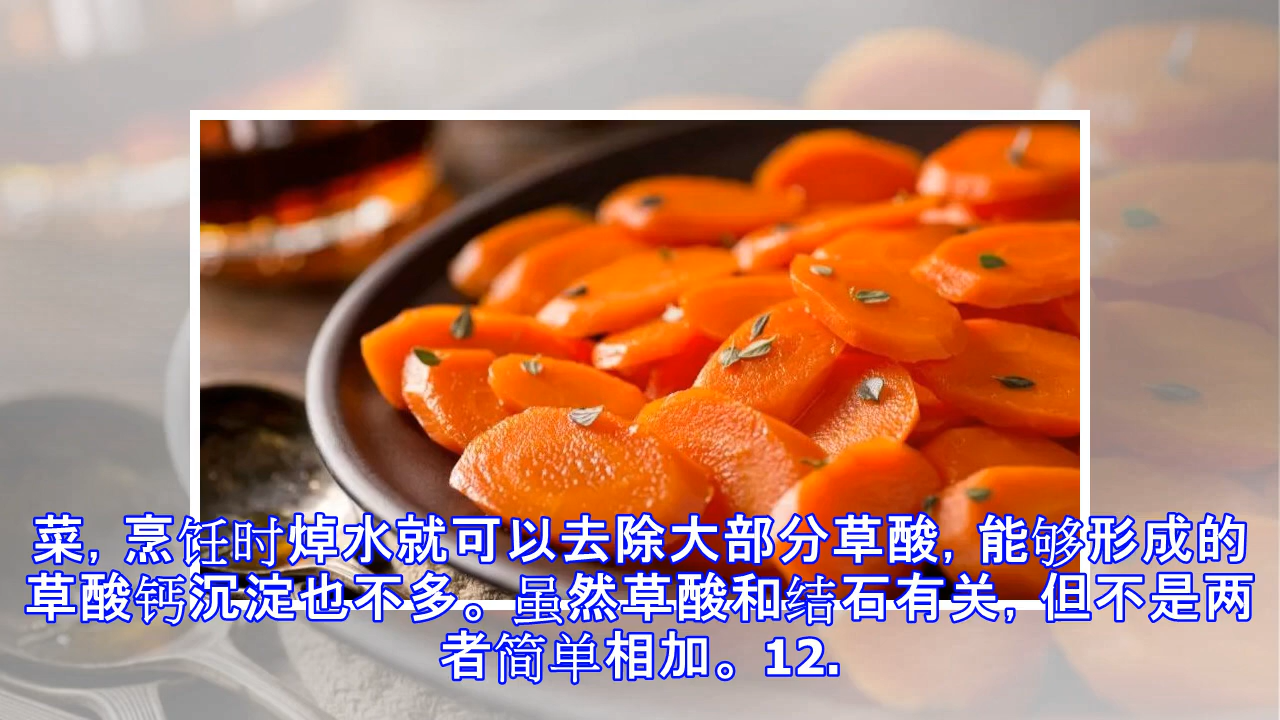 菜, 烹饪时焯水就可以去除大部分草酸, 能够形成的
草酸钙沉淀也不多。虽然草酸和结石有关, 但不是两
者简单相加。12.